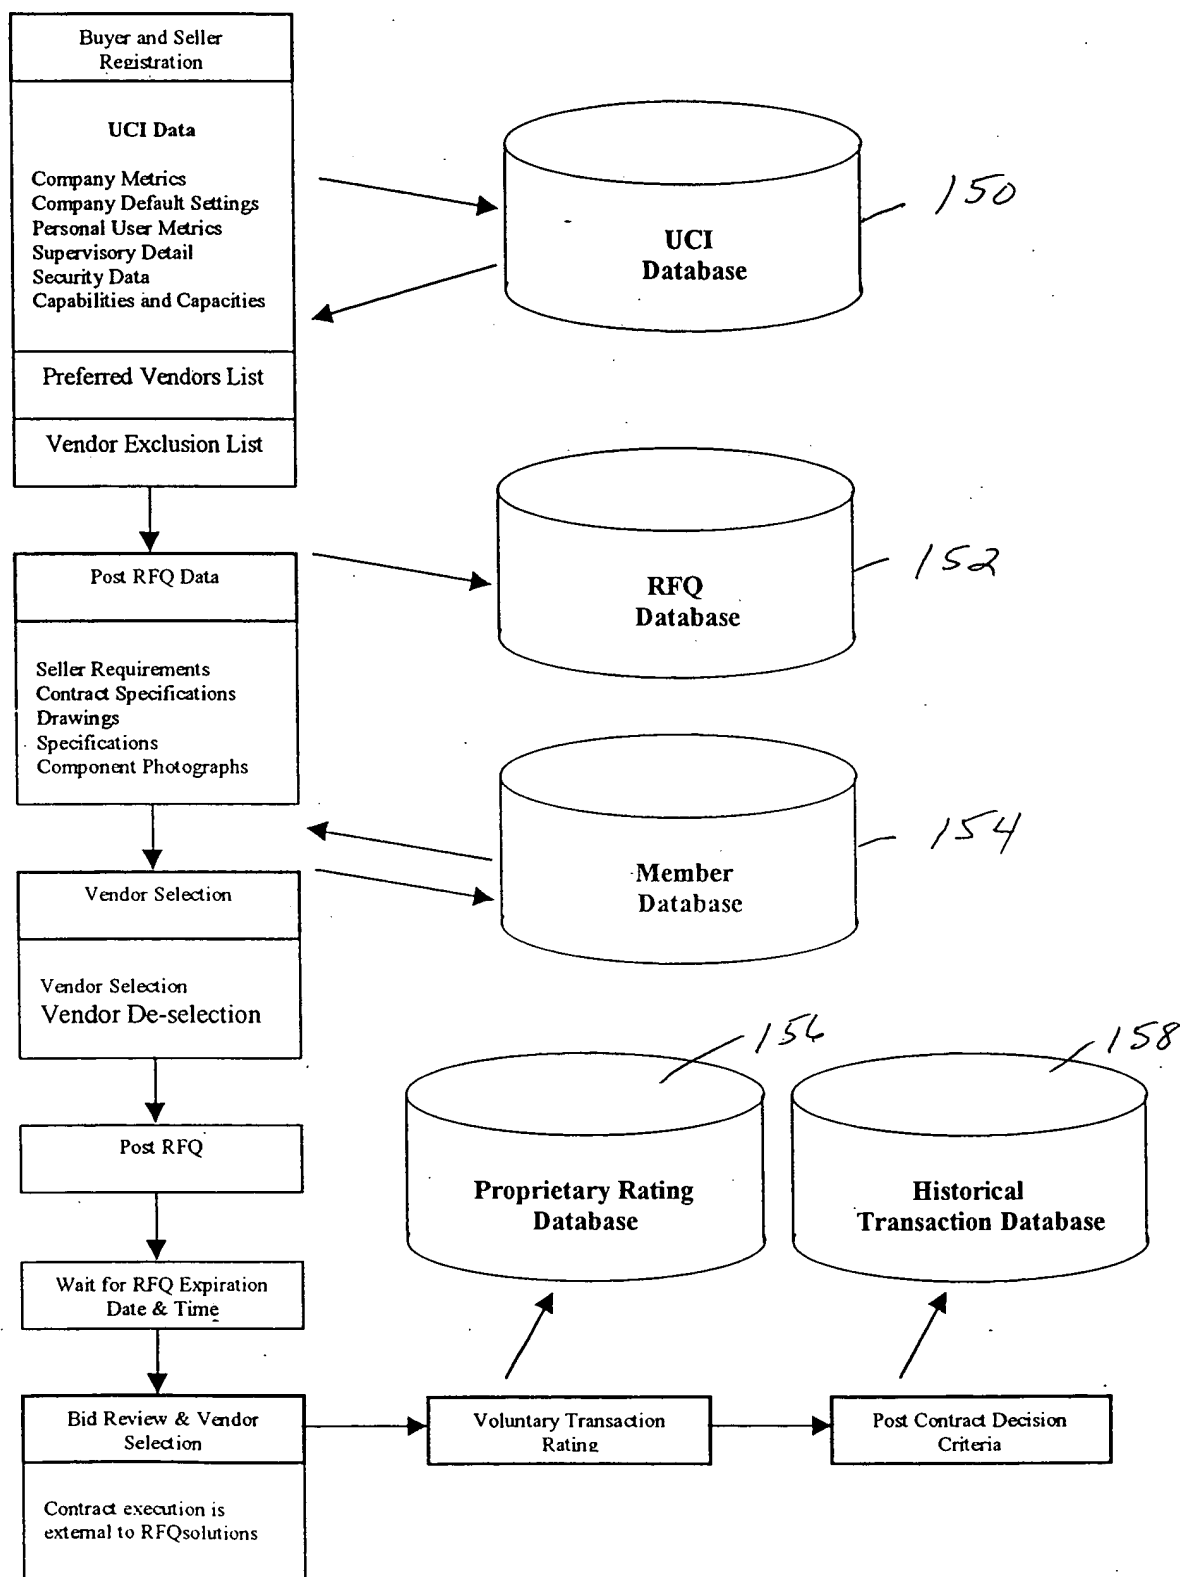 Buyer and Seller
Registration
UCI Data
Company Metrics
Company Default Settings
Personal User Metrics
Supervisory Detail
Security Data
Capabilities and Capacities
Preferred Vendors List
Vendor Exclusion List
UCI
Database
150
Post RFQ Data
Seller Requirements
Contract Specifications
Drawings
Specifications
Component Photographs
RFQ
Database
152
Member
Database
154
Vendor Selection
Vendor Selection
Vendor De-selection
Post RFQ
Wait for RFQ Expiration
Date & Time
Proprietary Rating
Database
156
Historical
Transaction Database
158
Bid Review & Vendor
Selection
Contract execution is
external to RFQsolutions
Voluntary Transaction
Rating
Post Contract Decision
Criteria